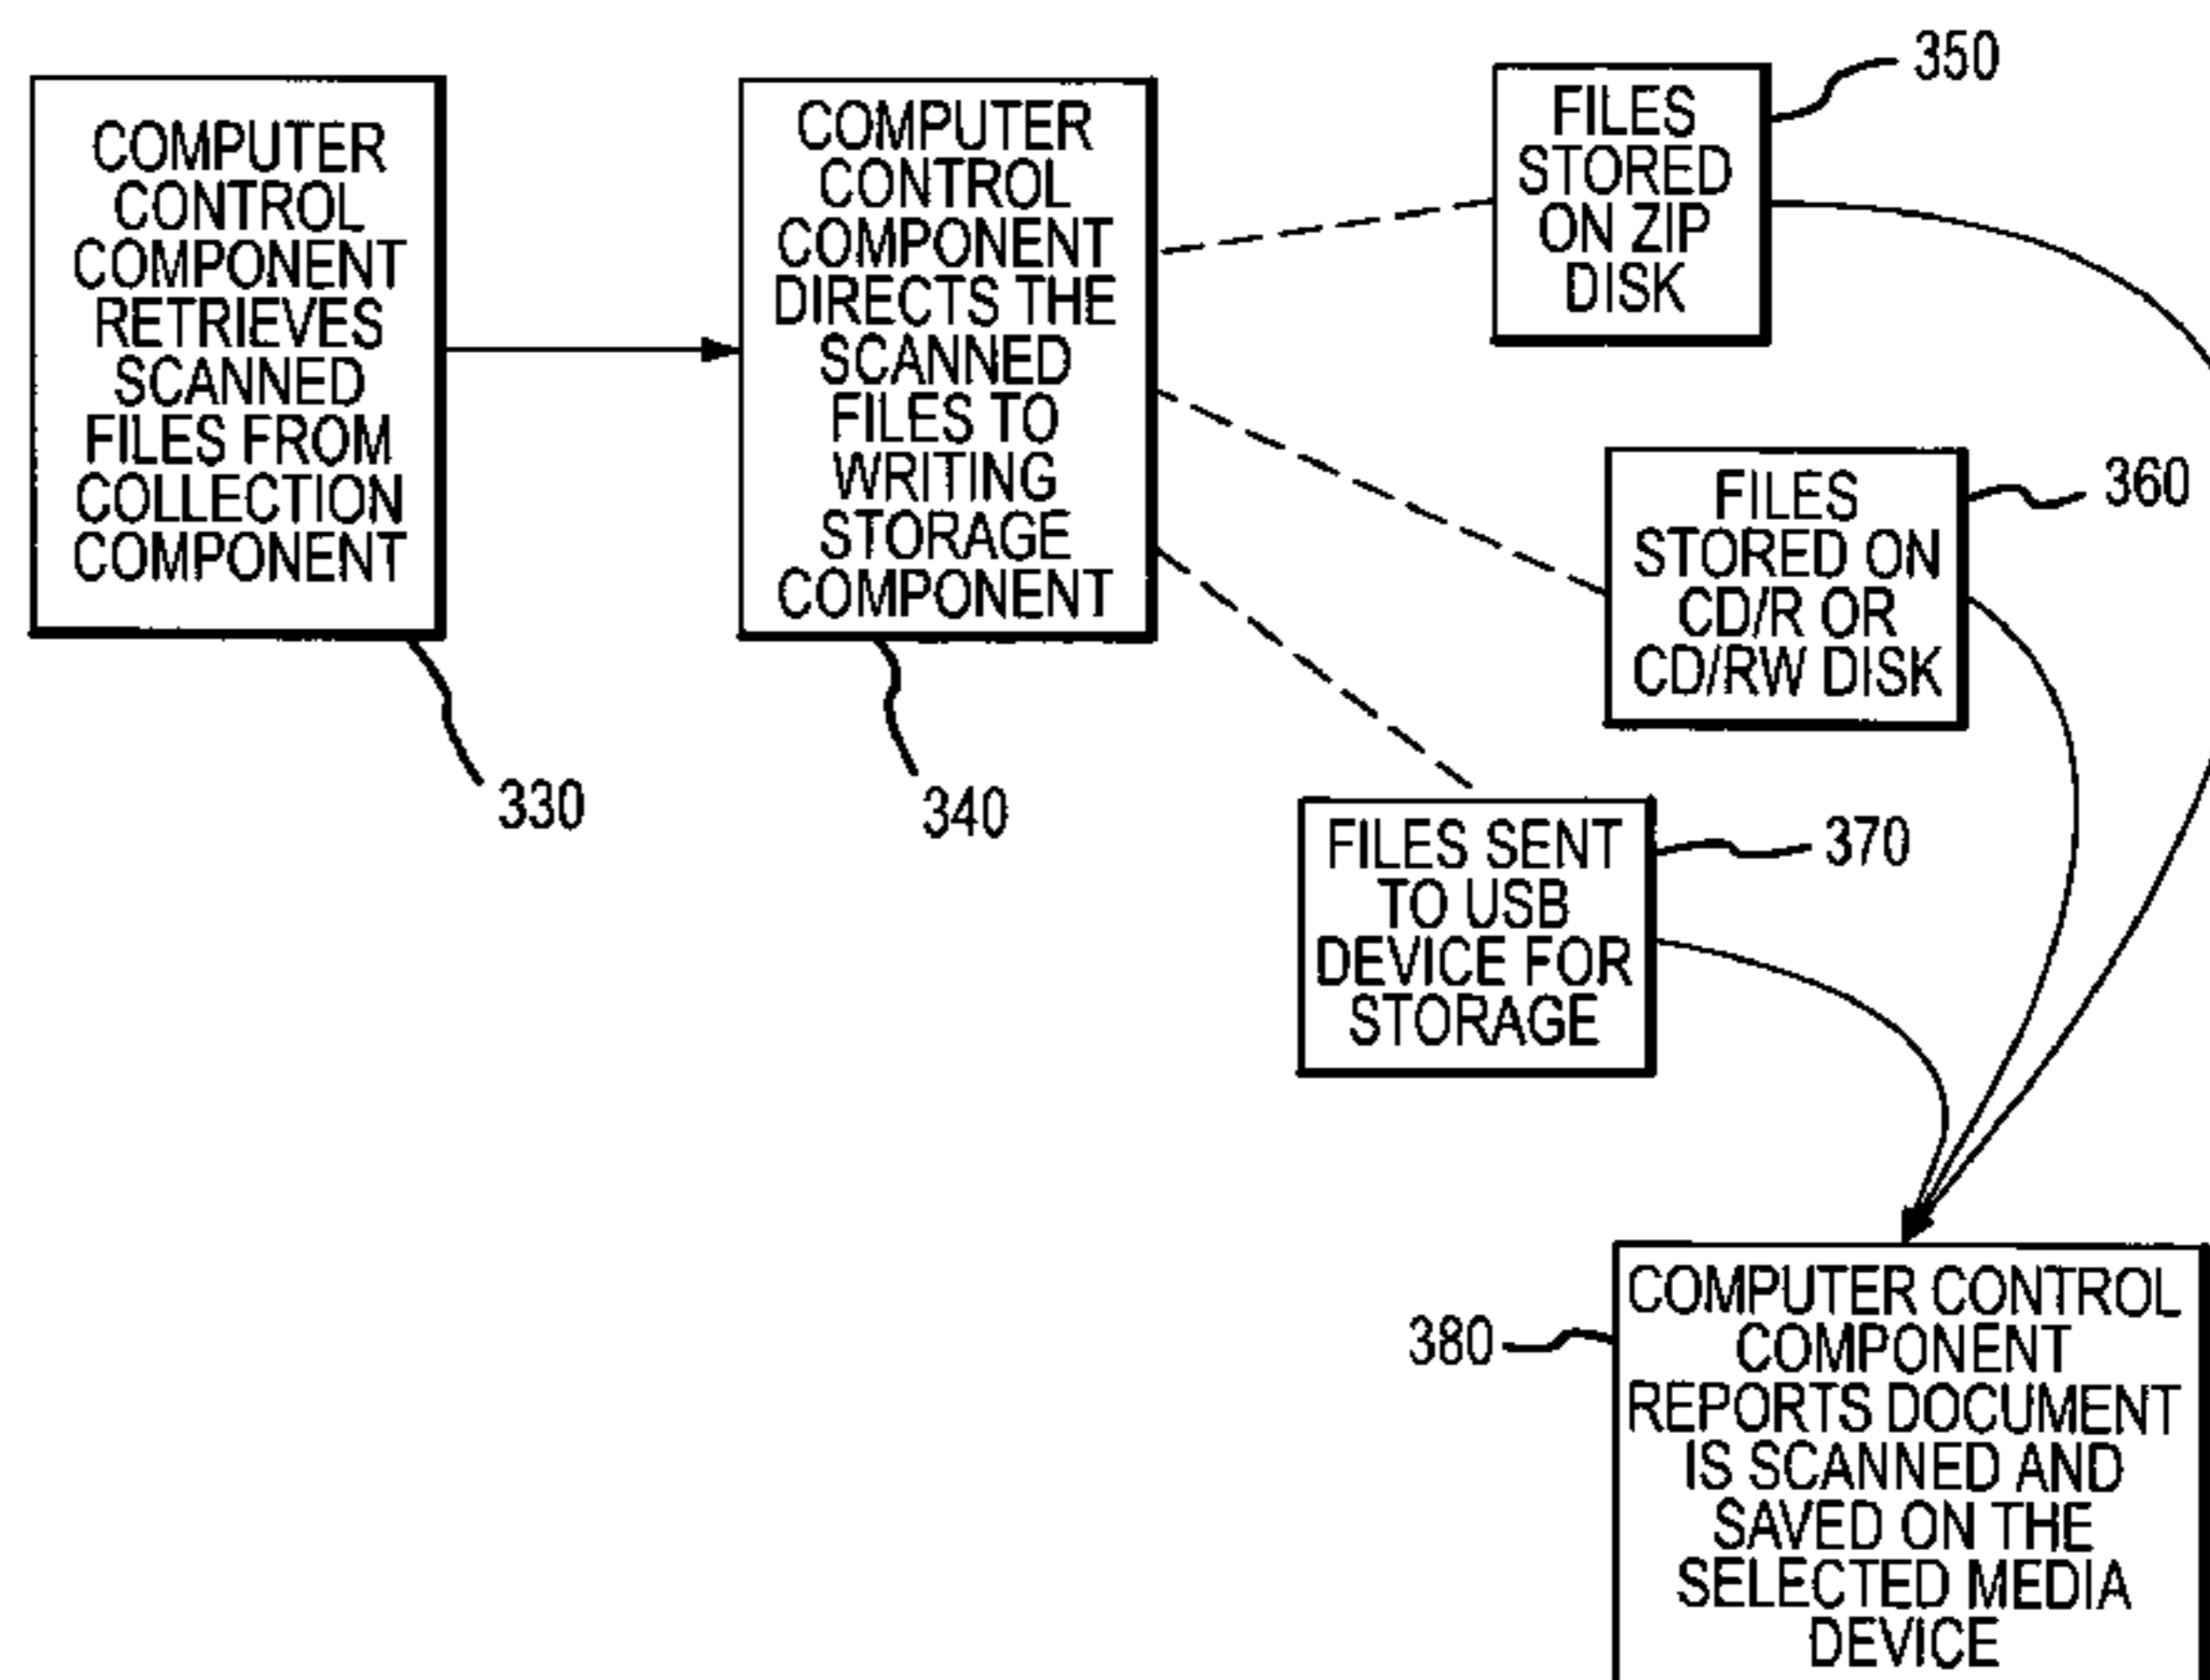 COMPUTER
CONTROL
COMPONENT
RETRIEVES
SCANNED
FILES FROM
COLLECTION
COMPONENT
330
COMPUTER
CONTROL
COMPONENT
DIRECTS THE
SCANNED
FILES TO
WRITING
STORAGE
COMPONENT
340
FILES
STORED
ON ZIP
DISK
350
FILES
STORED ON
CD/R OR
CD/RW DISK
360
FILES SENT
TO USB
DEVICE FOR
STORAGE
370
380
COMPUTER CONTROL
COMPONENT
REPORTS DOCUMENT
IS SCANNED AND
SAVED ON THE
SELECTED MEDIA
DEVICE